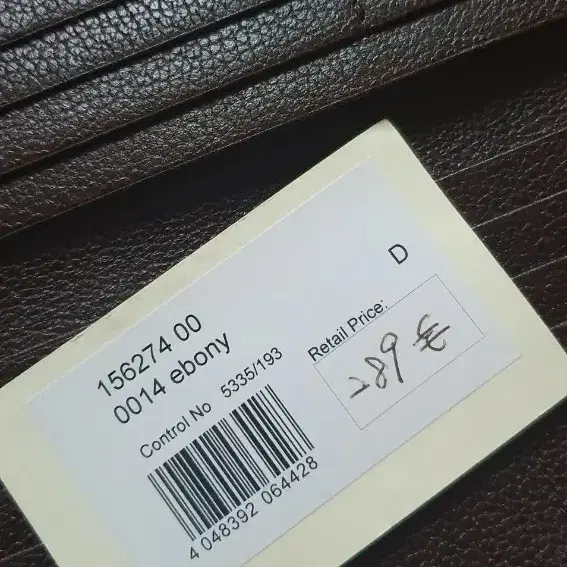 156274 00
0014 ebony
D
Control No 5335/193
Retail Price:
289 €
4 048392 064428